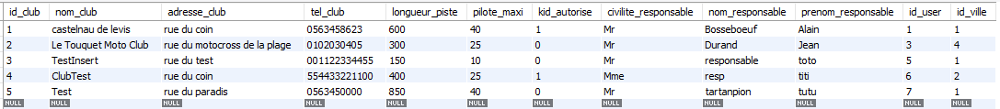 id_club nom_club adresse_club tel_club longueur_piste pilote_maxi kid_autorise civilite_responsable nom_responsable prenom_responsable id_user id_ville
1 castelnau de levis rue du coin 0563458623 600 40 1 Mr Bosseboeuf Alain 1 1
2 Le Touquet Moto Club rue du motocross de la plage 0102030405 300 25 0 Mr Durand Jean 3 4
3 TestInsert rue du test 001122334455 150 10 0 Mr responsable toto 5 1
4 ClubTest rue du coin 554433221100 400 25 1 Mme resp titi 6 2
5 Test rue du paradis 0563450000 850 40 0 Mr tartanpion tutu 7 1
NULL NULL NULL NULL NULL NULL NULL NULL NULL NULL NULL NULL